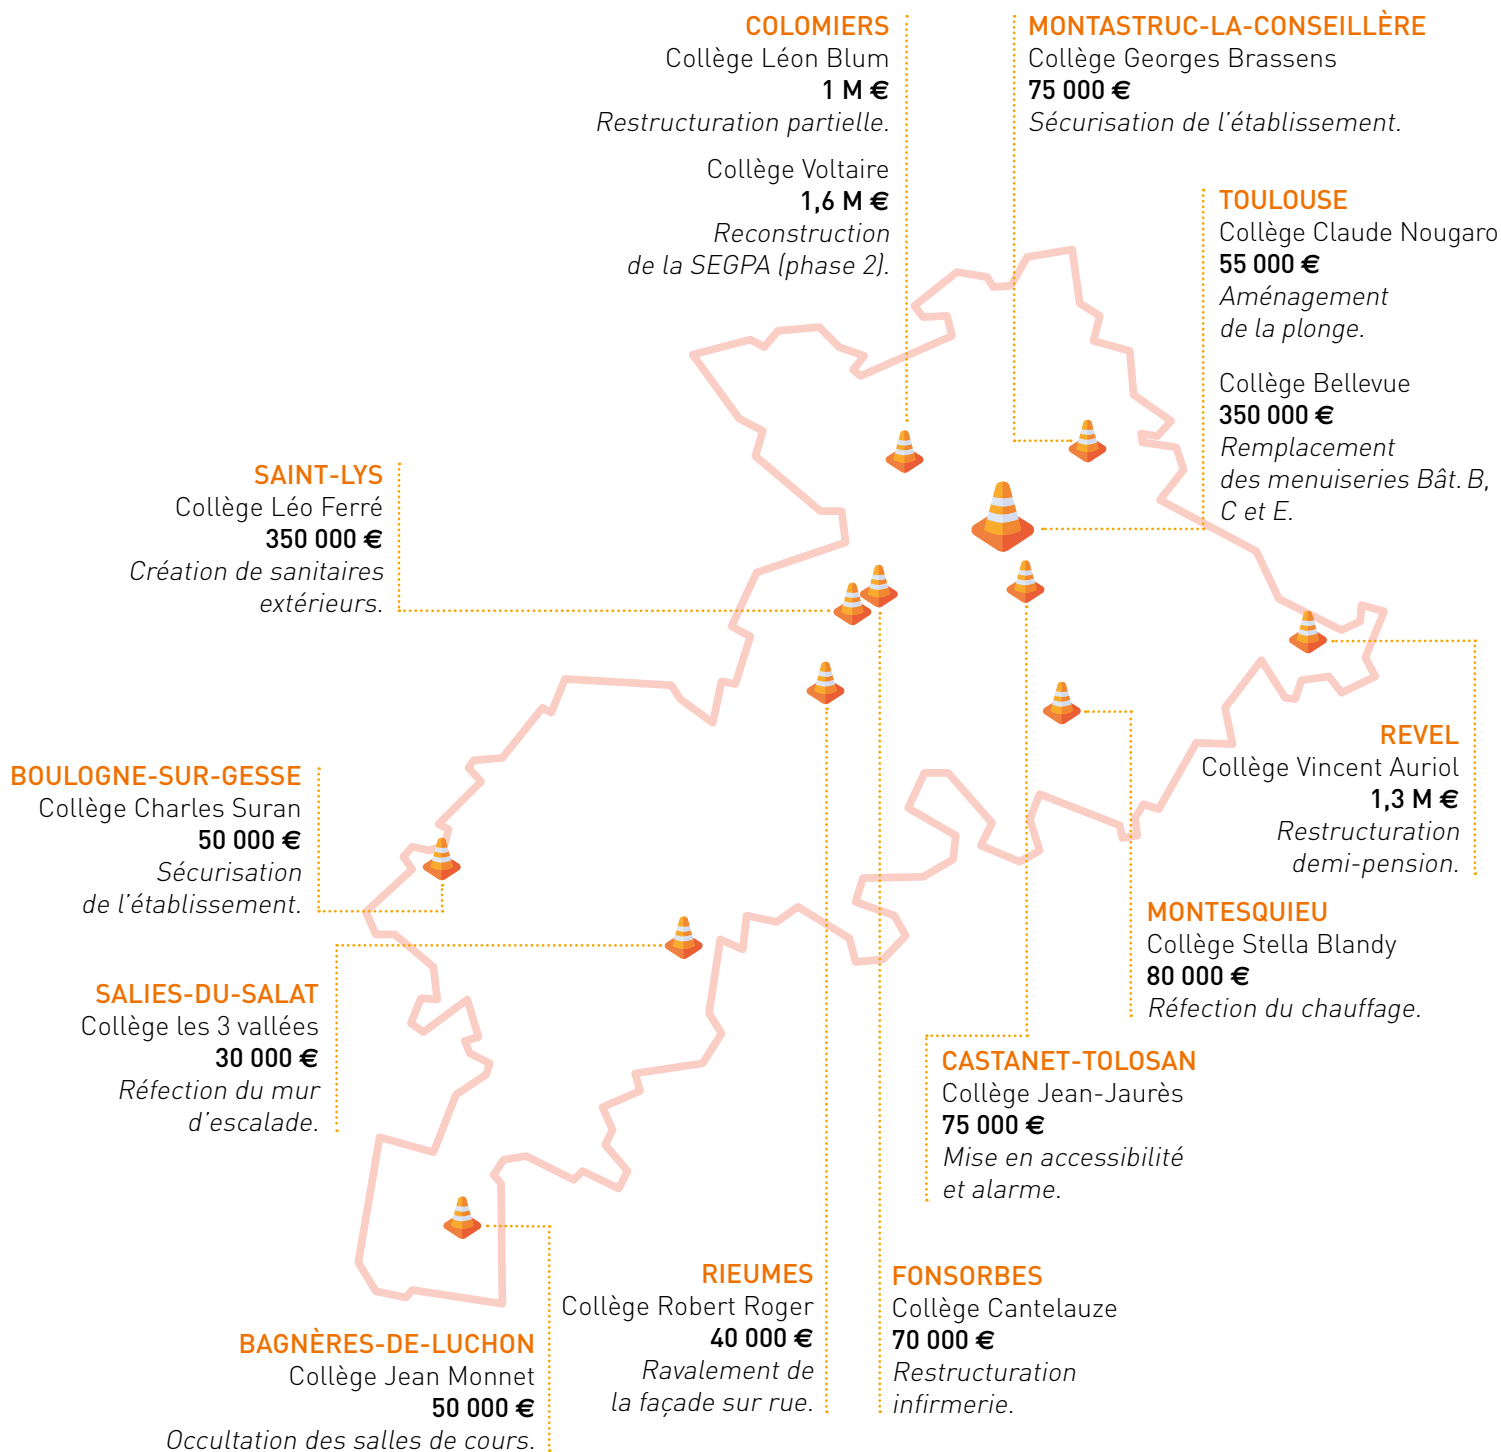 COLOMIERS
Collège Léon Blum
1 M €
Restructuration partielle.
Collège Voltaire
1,6 M €
Reconstruction
de la SEGPA (phase 2).
MONTASTRUC-LA-CONSEILLÈRE
Collège Georges Brassens
75 000 €
Sécurisation de l’établissement.
TOULOUSE
Collège Claude Nougaro
55 000 €
Aménagement
de la plonge.
Collège Bellevue
350 000 €
Remplacement
des menuiseries Bât. B,
C et E.
SAINT-LYS
Collège Léo Ferré
350 000 €
Création de sanitaires
extérieurs.
BOULOGNE-SUR-GESSE
Collège Charles Suran
50 000 €
Sécurisation
de l’établissement.
REVEL
Collège Vincent Auriol
1,3 M €
Restructuration
demi-pension.
MONTESQUIEU
Collège Stella Blandy
80 000 €
Réfection du chauffage.
SALIES-DU-SALAT
Collège les 3 vallées
30 000 €
Réfection du mur
d’escalade.
CASTANET-TOLOSAN
Collège Jean-Jaurès
75 000 €
Mise en accessibilité
et alarme.
RIEUMES
Collège Robert Roger
40 000 €
Ravalement de
la façade sur rue.
FONSORBES
Collège Cantelauze
70 000 €
Restructuration
infirmerie.
BAGNÈRES-DE-LUCHON
Collège Jean Monnet
50 000 €
Occultation des salles de cours.